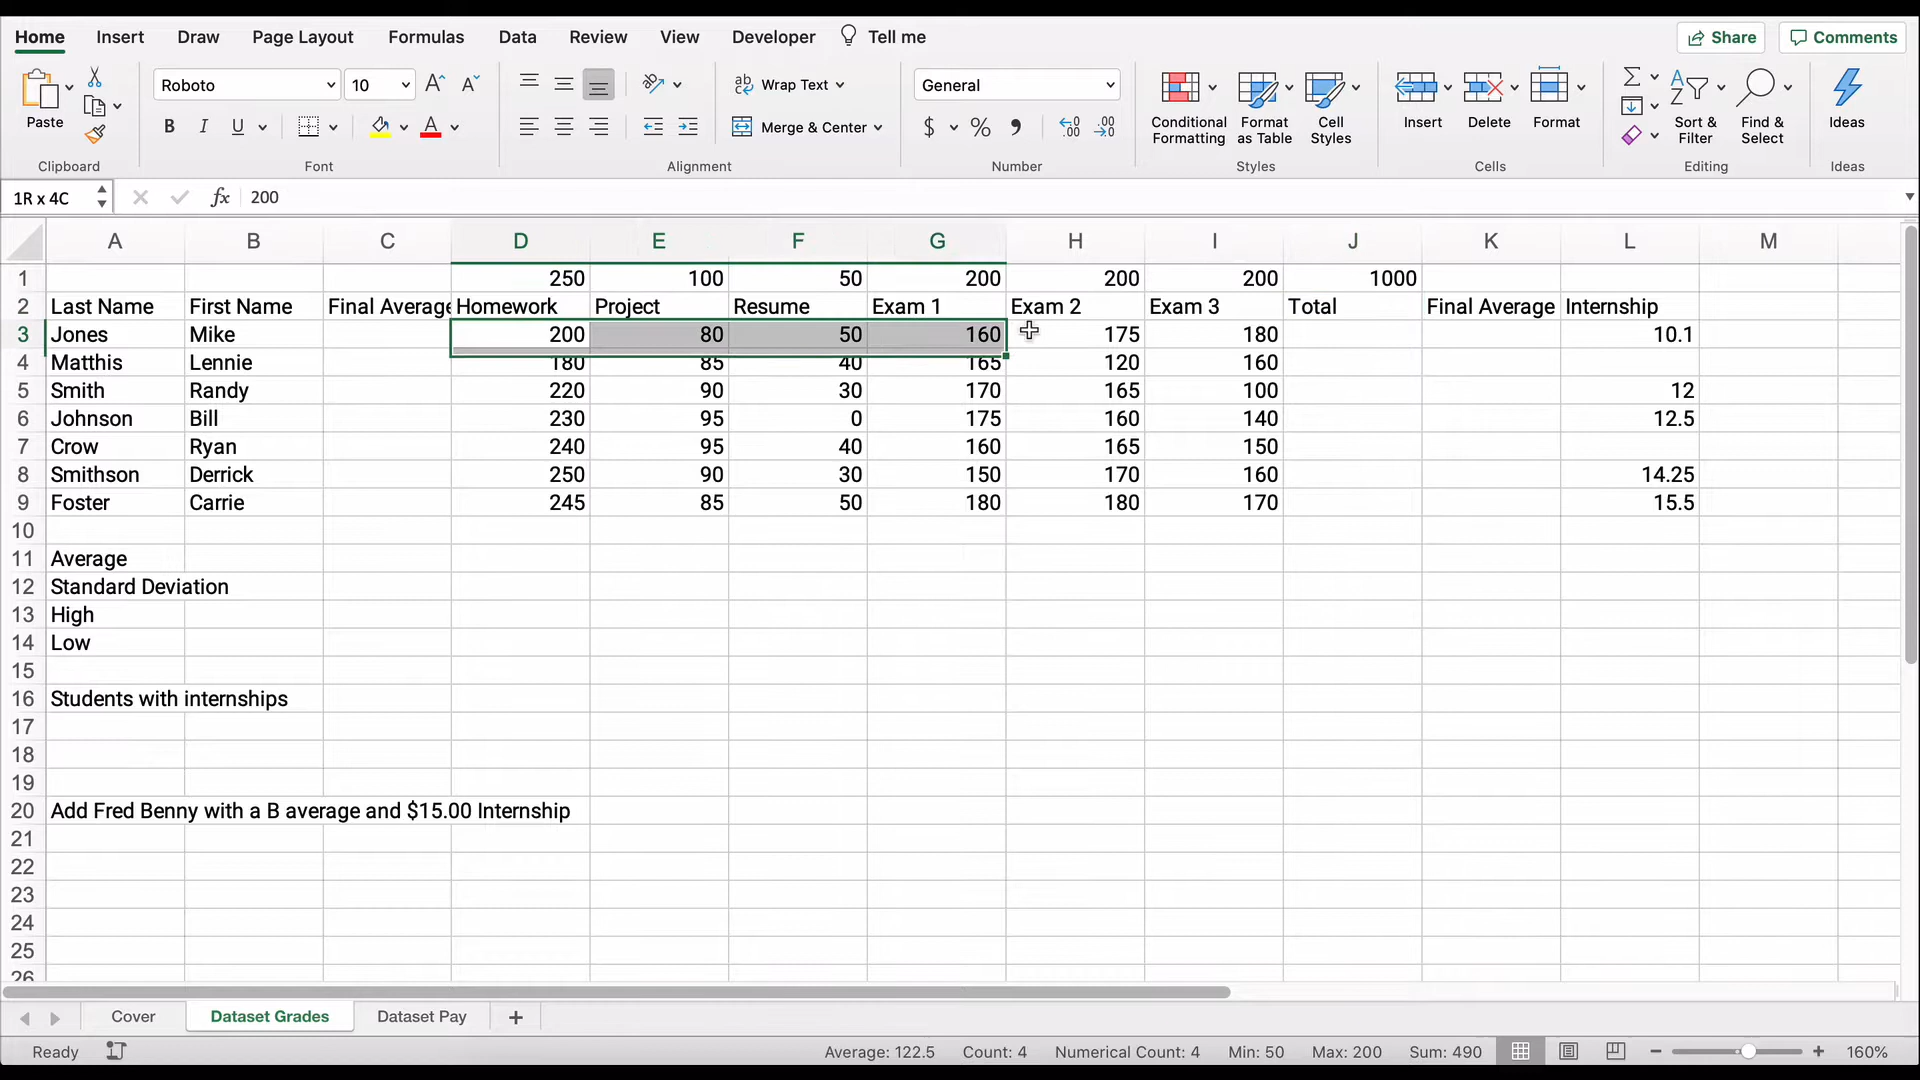 Home Insert Draw Page Layout Formulas Data Review View Developer Tell me Share Comments
Roboto 10 Wrap Text General
Paste B I U Merge & Center $ % Conditional Formatting Format as Table Cell Styles Insert Delete Format Sort & Filter Find & Select Ideas
Clipboard Font Alignment Number Styles Cells Editing Ideas
1R x 4C fx 200
A B C D E F G H I J K L M
1 250 100 50 200 200 200 1000
2 Last Name First Name Final Average Homework Project Resume Exam 1 Exam 2 Exam 3 Total Final Average Internship
3 Jones Mike 200 80 50 160 175 180 10.1
4 Matthis Lennie 180 85 40 165 120 160
5 Smith Randy 220 90 30 170 165 100 12
6 Johnson Bill 230 95 0 175 160 140 12.5
7 Crow Ryan 240 95 40 160 165 150
8 Smithson Derrick 250 90 30 150 170 160 14.25
9 Foster Carrie 245 85 50 180 180 170 15.5
10
11 Average
12 Standard Deviation
13 High
14 Low
15
16 Students with internships
17
18
19
20 Add Fred Benny with a B average and $15.00 Internship
21
22
23
24
25
26
Cover Dataset Grades Dataset Pay +
Ready Average: 122.5 Count: 4 Numerical Count: 4 Min: 50 Max: 200 Sum: 490 160%